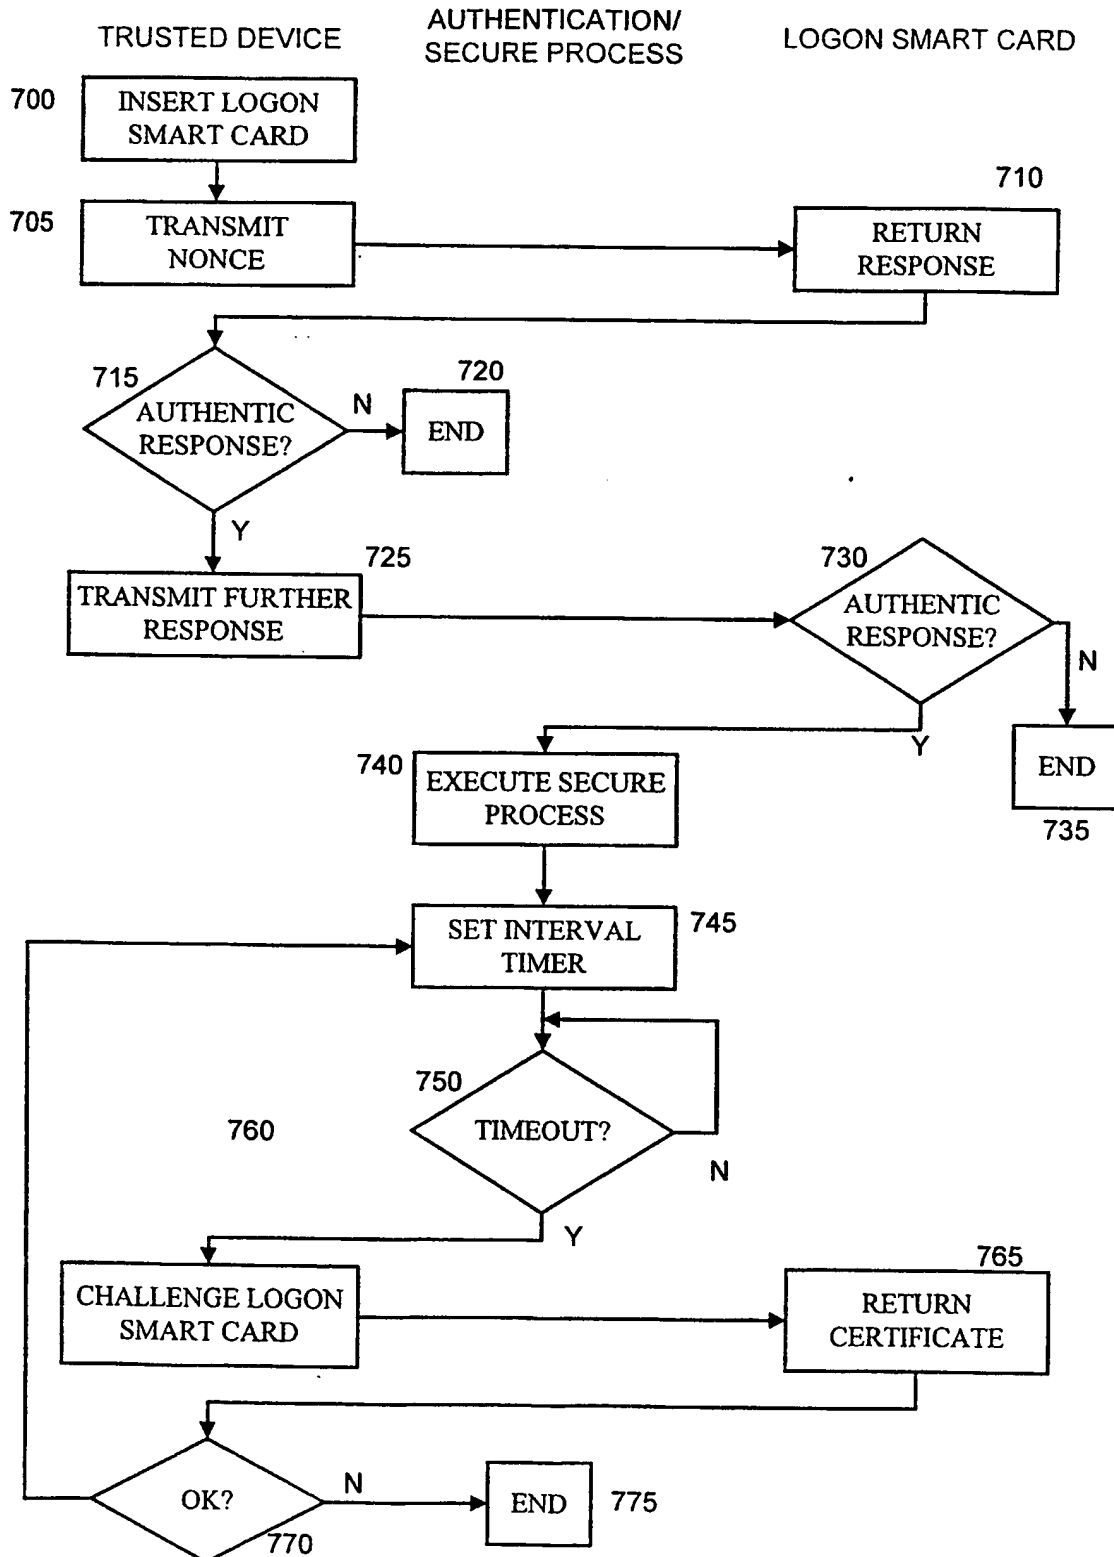 TRUSTED DEVICE
AUTHENTICATION/
SECURE PROCESS
LOGON SMART CARD
700
INSERT LOGON
SMART CARD
705
TRANSMIT
NONCE
710
RETURN
RESPONSE
715
AUTHENTIC
RESPONSE?
N
720
END
Y
725
TRANSMIT FURTHER
RESPONSE
730
AUTHENTIC
RESPONSE?
N
Y
END
735
740
EXECUTE SECURE
PROCESS
SET INTERVAL
TIMER
745
750
TIMEOUT?
N
Y
760
CHALLENGE LOGON
SMART CARD
765
RETURN
CERTIFICATE
OK?
770
N
END
775